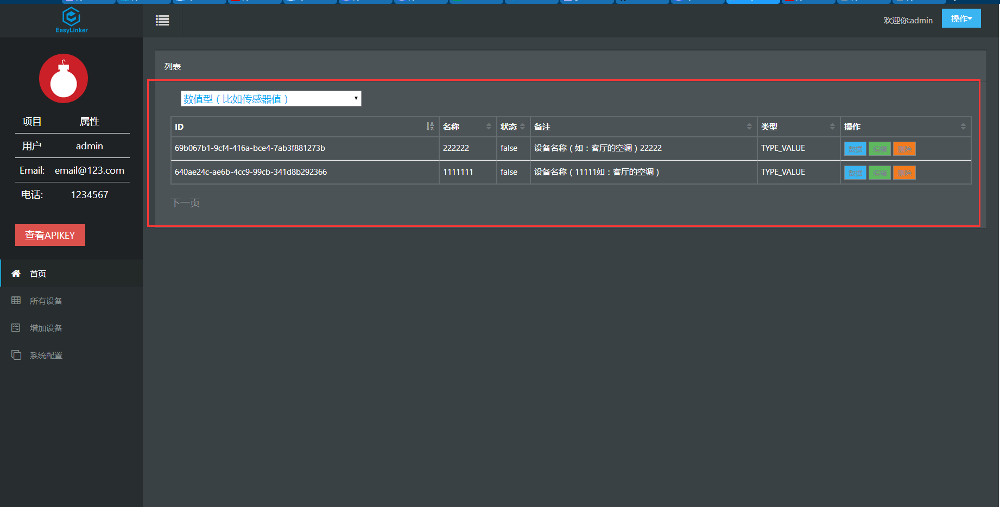 EasyLinker
欢迎你:admin
操作
项目 属性
用户 admin
Email: email@123.com
电话: 1234567
查看APIKEY
首页
所有设备
增加设备
系统配置
列表
数值型（比如传感器值）
ID 名称 状态 备注 类型 操作
69b067b1-9cf4-416a-bce4-7ab3f881273b 222222 false 设备名称（如：客厅的空调）22222 TYPE_VALUE 数据 编辑 删除
640ae24c-ae6b-4cc9-99cb-341d8b292366 1111111 false 设备名称（11111如：客厅的空调） TYPE_VALUE 数据 编辑 删除
下一页